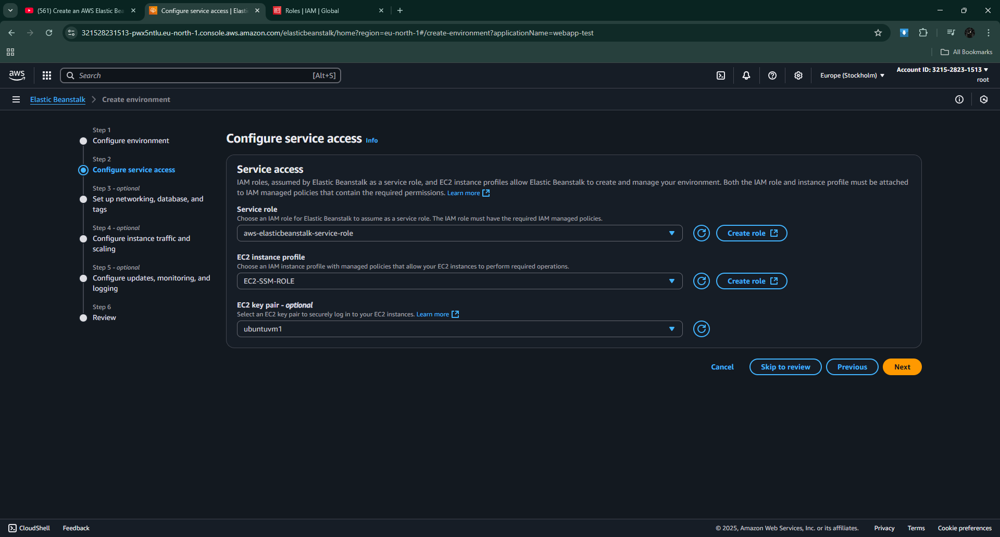 (561) Create an AWS Elastic Bea
Configure service access | Elasti
Roles | IAM | Global
321528231513-pwx5ntlu.eu-north-1.console.aws.amazon.com/elasticbeanstalk/home?region=eu-north-1#/create-environment?applicationName=webapp-test
All Bookmarks
aws
Search
[Alt+S]
Europe (Stockholm)
Account ID: 3215-2823-1513
root
Elastic Beanstalk
Create environment
Step 1
Configure environment
Step 2
Configure service access
Step 3 - optional
Set up networking, database, and
tags
Step 4 - optional
Configure instance traffic and
scaling
Step 5 - optional
Configure updates, monitoring, and
logging
Step 6
Review
Configure service access Info
Service access
IAM roles, assumed by Elastic Beanstalk as a service role, and EC2 instance profiles allow Elastic Beanstalk to create and manage your environment. Both the IAM role and instance profile must be attached
to IAM managed policies that contain the required permissions. Learn more
Service role
Choose an IAM role for Elastic Beanstalk to assume as a service role. The IAM role must have the required IAM managed policies.
aws-elasticbeanstalk-service-role
Create role
EC2 instance profile
Choose an IAM instance profile with managed policies that allow your EC2 instances to perform required operations.
EC2-SSM-ROLE
Create role
EC2 key pair - optional
Select an EC2 key pair to securely log in to your EC2 instances. Learn more
ubuntuvm1
Cancel
Skip to review
Previous
Next
CloudShell
Feedback
© 2025, Amazon Web Services, Inc. or its affiliates.
Privacy
Terms
Cookie preferences